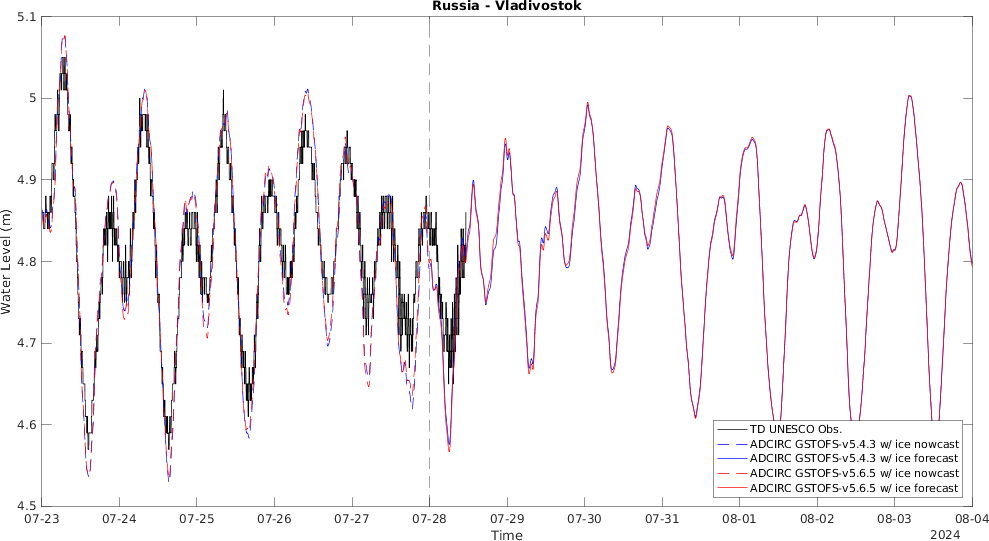 Russia - Vladivostok
Water Level (m)
5.1
5
4.9
4.8
4.7
4.6
4.5
07-23 07-24 07-25 07-26 07-27 07-28 07-29 07-30 07-31 08-01 08-02 08-03 08-04
Time
2024
TD UNESCO Obs.
ADCIRC GSTOFS-v5.4.3 w/ ice nowcast
ADCIRC GSTOFS-v5.4.3 w/ ice forecast
ADCIRC GSTOFS-v5.6.5 w/ ice nowcast
ADCIRC GSTOFS-v5.6.5 w/ ice forecast